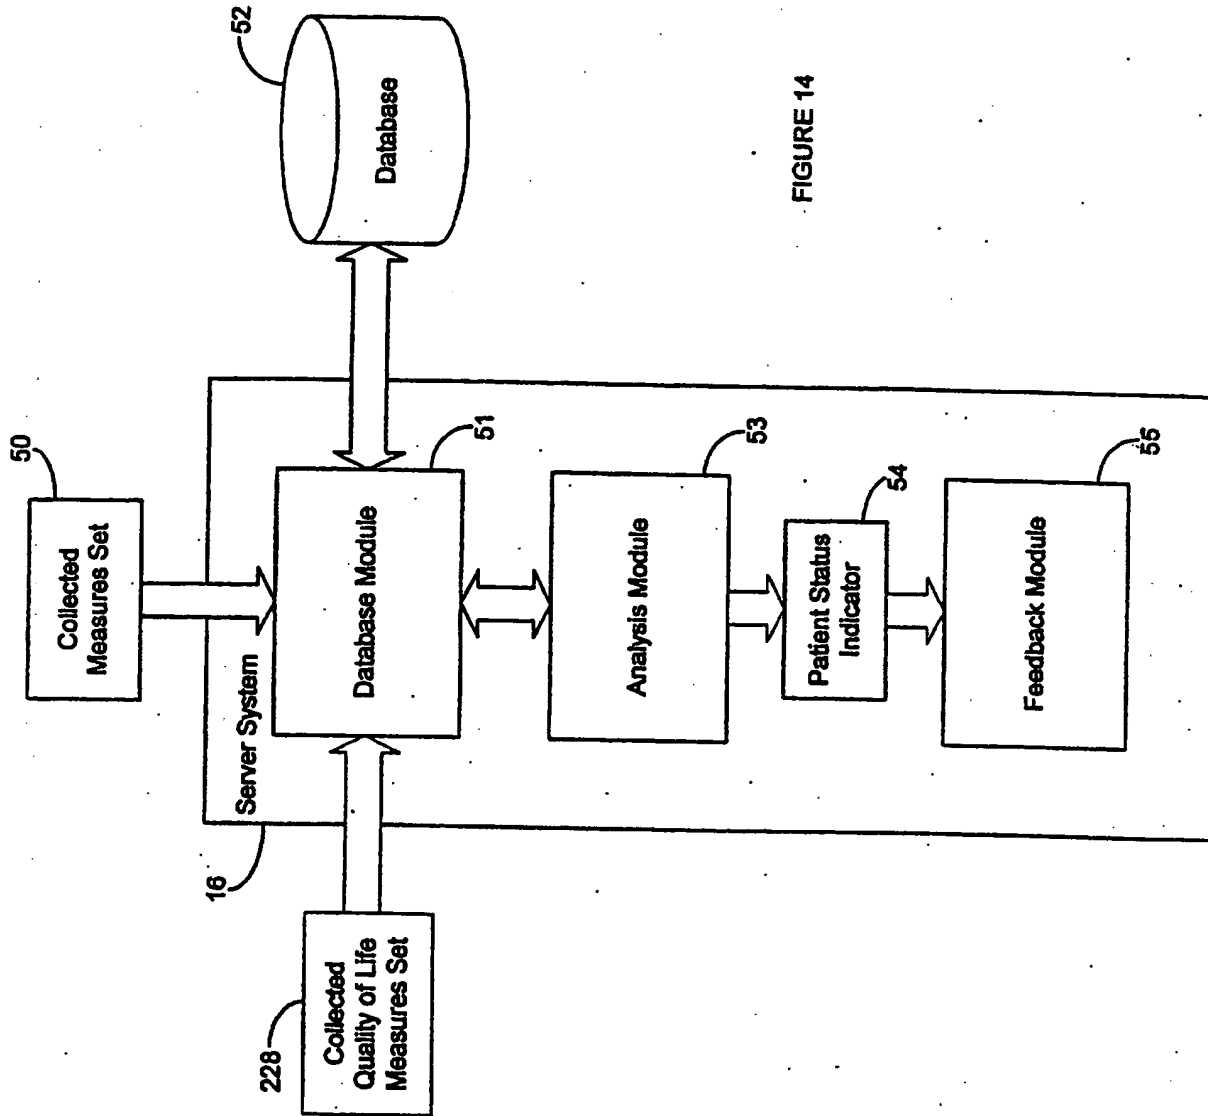 50
Collected
Measures Set
52
Database
Server System
16
Database Module
51
228
Collected
Quality of Life
Measures Set
Analysis Module
53
Patient Status
Indicator
54
Feedback Module
55
FIGURE 14